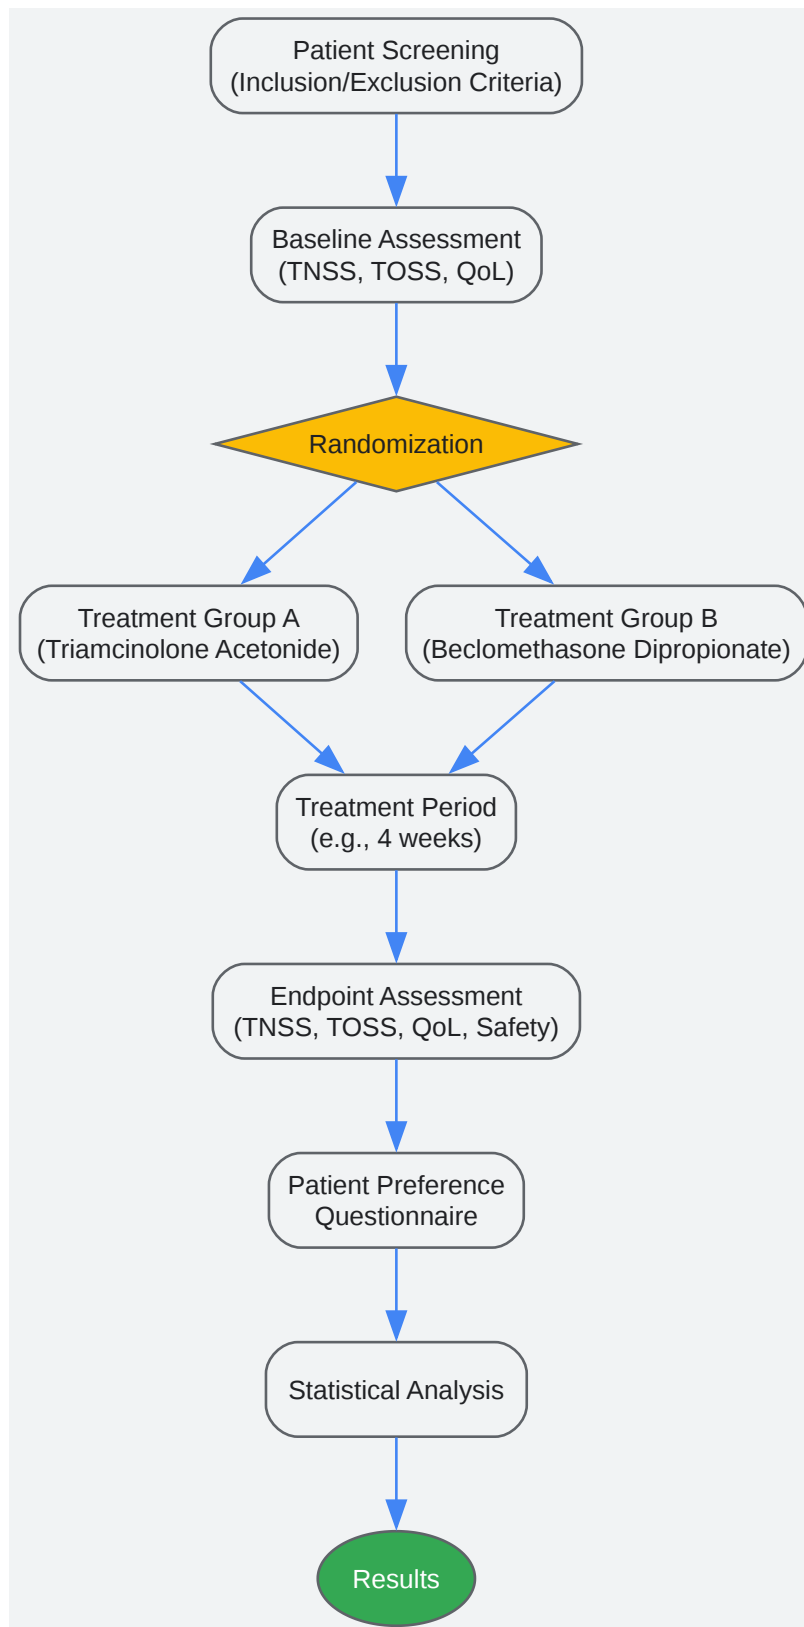 Patient Screening
(Inclusion/Exclusion Criteria)
Baseline Assessment
(TNSS, TOSS, QoL)
Randomization
Treatment Group A
(Triamcinolone Acetonide)
Treatment Group B
(Beclomethasone Dipropionate)
Treatment Period
(e.g., 4 weeks)
Endpoint Assessment
(TNSS, TOSS, QoL, Safety)
Patient Preference
Questionnaire
Statistical Analysis
Results